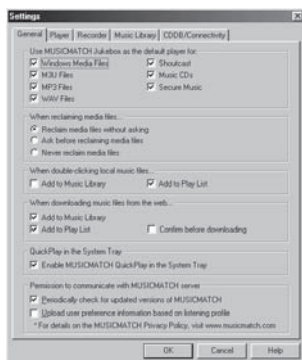 Settings
General Player Recorder Music Library CDDB/Connectivity
Use MUSICMATCH Jukebox as the default player for:
Windows Media Files Shoutcast
M3U Files Music CDs
MP3 Files Secure Music
WAV Files
When reclaiming media files...
Reclaim media files without asking
Ask before reclaiming media files
Never reclaim media files
When double-clicking local music files...
Add to Music Library Add to Play List
When downloading music files from the web...
Add to Music Library
Add to Play List Confirm before downloading
QuickPlay in the System Tray
Enable MUSICMATCH QuickPlay in the System Tray
Permission to communicate with MUSICMATCH server
Periodically check for updated versions of MUSICMATCH
Upload user preference information based on listening profile
* For details on the MUSICMATCH Privacy Policy, visit www.musicmatch.com
OK Cancel Help